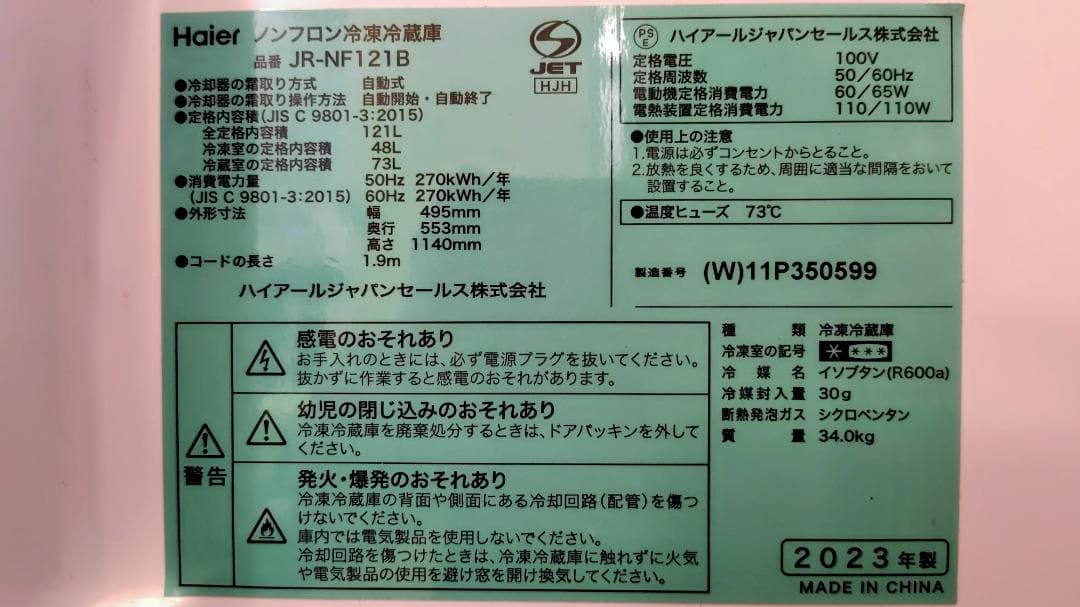 Haier ノンフロン冷凍冷蔵庫
品番 JR-NF121B
●冷却器の霜取り方式 自動式
●冷却器の霜取り操作方法 自動開始・自動終了
●定格内容積(JIS C 9801-3:2015)
全定格内容積 121L
冷凍室の定格内容積 48L
冷蔵室の定格内容積 73L
●消費電力量 50Hz 270kWh/年
(JIS C 9801-3:2015) 60Hz 270kWh/年
●外形寸法 幅 495mm
奥行 553mm
高さ 1140mm
●コードの長さ 1.9m
ハイアールジャパンセールス株式会社
JET
HJH
PSE ハイアールジャパンセールス株式会社
定格電圧 100V
定格周波数 50/60Hz
電動機定格消費電力 60/65W
電熱装置定格消費電力 110/110W
●使用上の注意
1.電源は必ずコンセントからとること。
2.放熱を良くするため、周囲に適当な間隔をおいて
設置すること。
●温度ヒューズ 73℃
製造番号 (W)11P350599
警告
感電のおそれあり
お手入れのときには、必ず電源プラグを抜いてください。
抜かずに作業すると感電のおそれがあります。
幼児の閉じ込みのおそれあり
冷凍冷蔵庫を廃棄処分するときは、ドアパッキンを外して
ください。
発火・爆発のおそれあり
冷凍冷蔵庫の背面や側面にある冷却回路(配管)を傷つ
けないでください。
庫内では電気製品を使用しないでください。
冷却回路を傷つけたときは、冷凍冷蔵庫に触れずに火気
や電気製品の使用を避け窓を開け換気してください。
種類 冷凍冷蔵庫
冷凍室の記号 * ***
冷媒名 イソブタン(R600a)
冷媒封入量 30g
断熱発泡ガス シクロペンタン
質量 34.0kg
2023年製
MADE IN CHINA